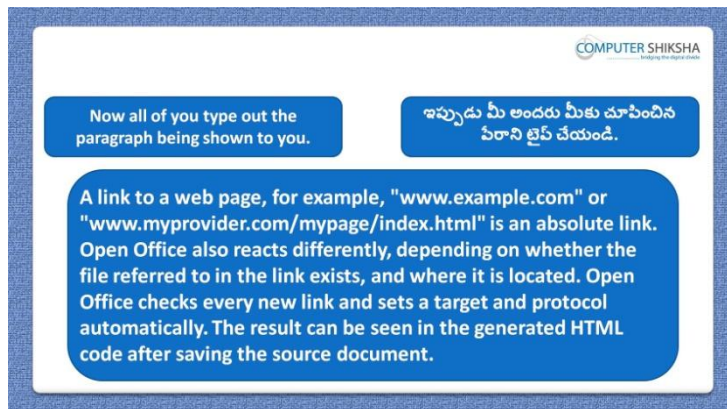 COMPUTER SHIKSHA
... bridging the digital divide
Now all of you type out the
paragraph being shown to you.
ఇప్పుడు మీ అందరు మీకు చూపించిన
పేరాని టైప్ చేయండి.
A link to a web page, for example, "www.example.com" or
"www.myprovider.com/mypage/index.html" is an absolute link.
Open Office also reacts differently, depending on whether the
file referred to in the link exists, and where it is located. Open
Office checks every new link and sets a target and protocol
automatically. The result can be seen in the generated HTML
code after saving the source document.